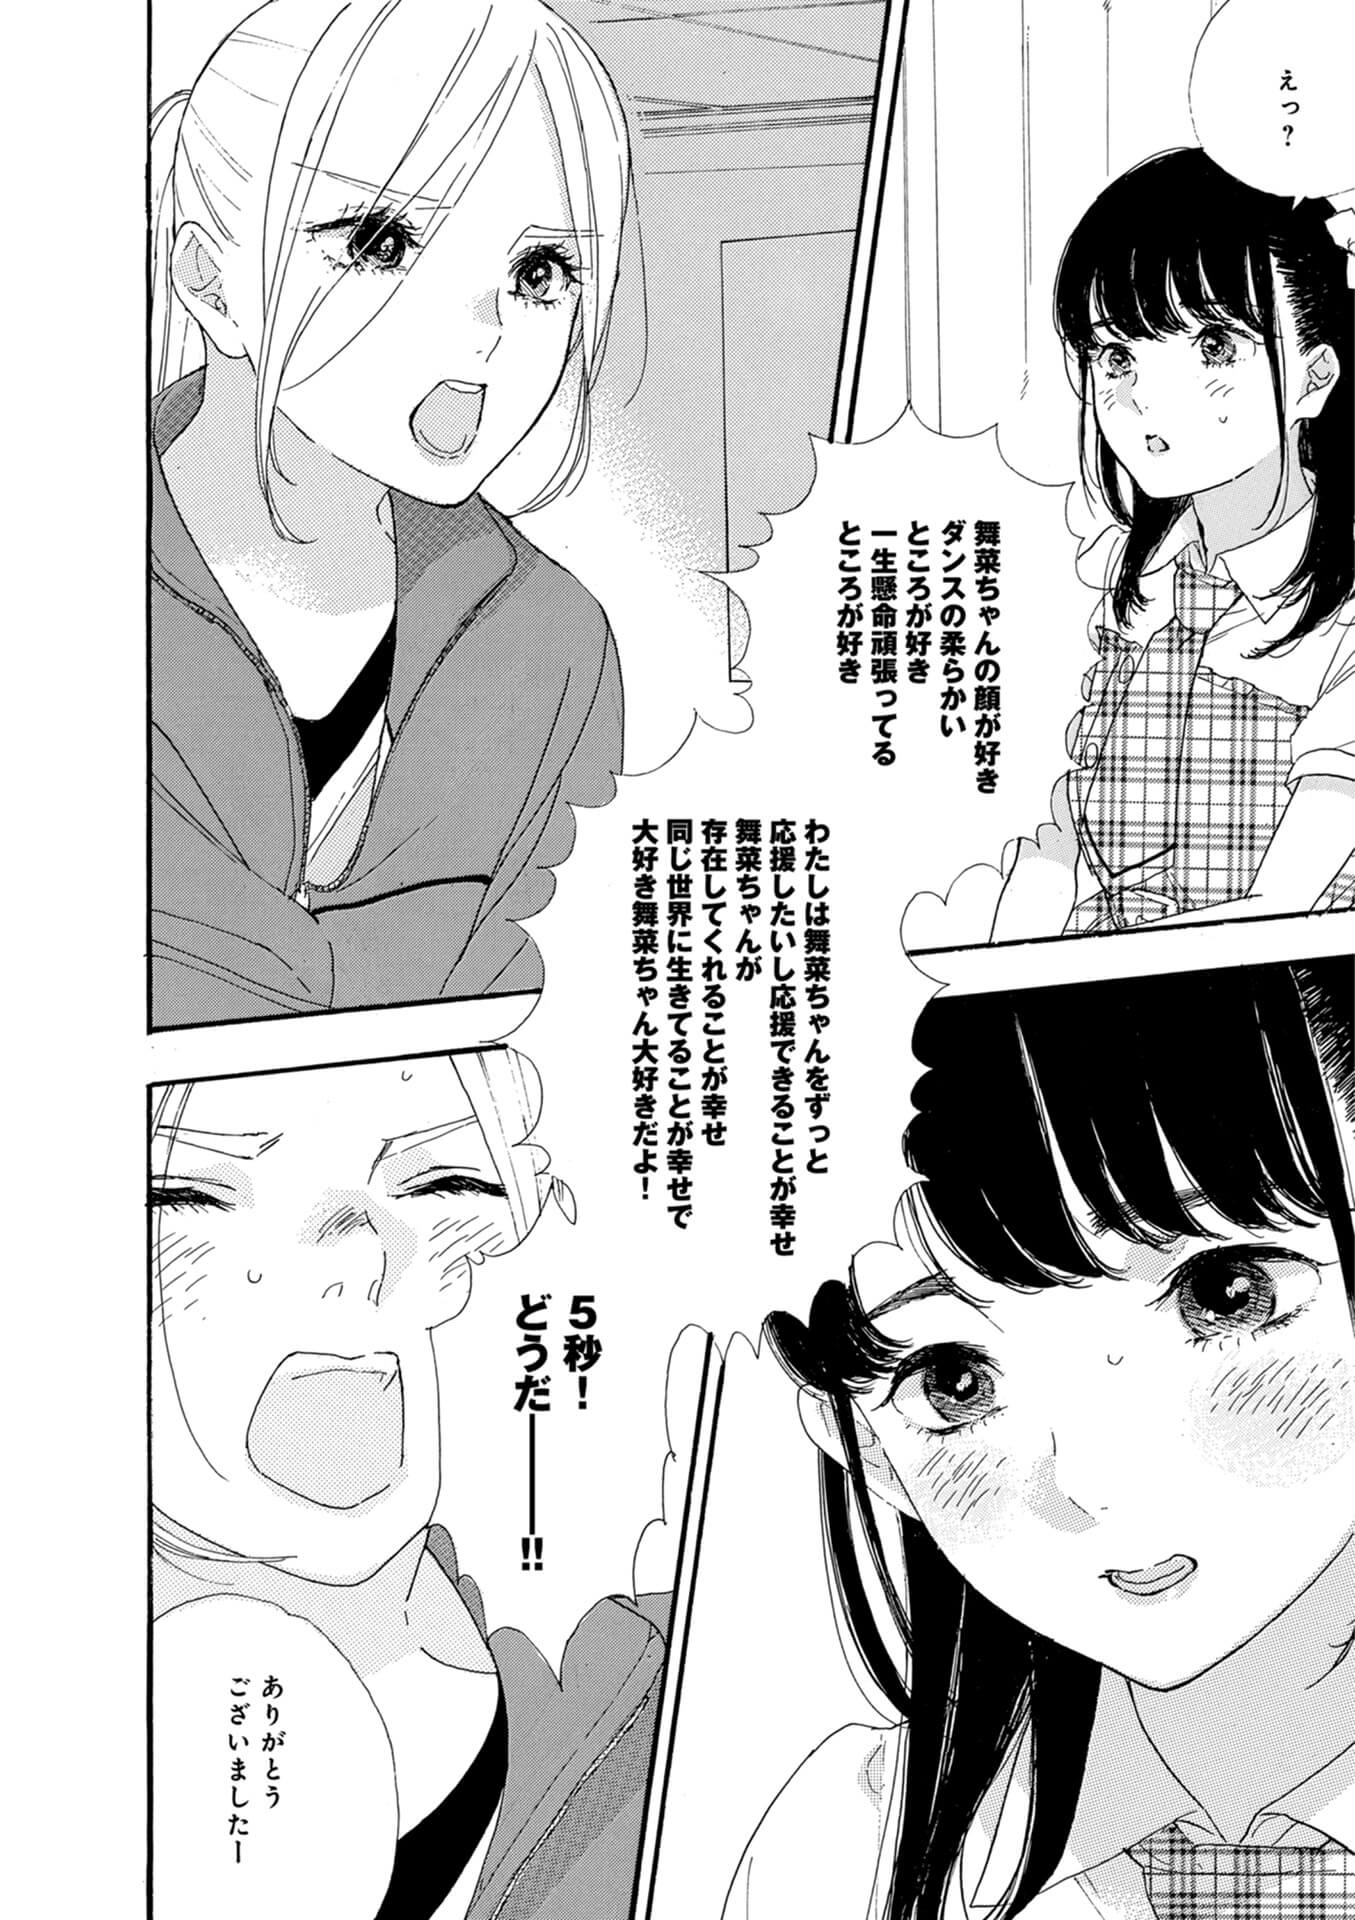 えっ？
舞菜ちゃんの顔が好き
ダンスの柔らかい
ところが好き
一生懸命頑張ってる
ところが好き
わたしは舞菜ちゃんをずっと
応援したいし応援できることが幸せ
舞菜ちゃんが
存在してくれることが幸せ
同じ世界に生きてることが幸せで
大好き舞菜ちゃん大好きだよ！
５秒！
どうだ――――!!
ありがとう
ございましたー